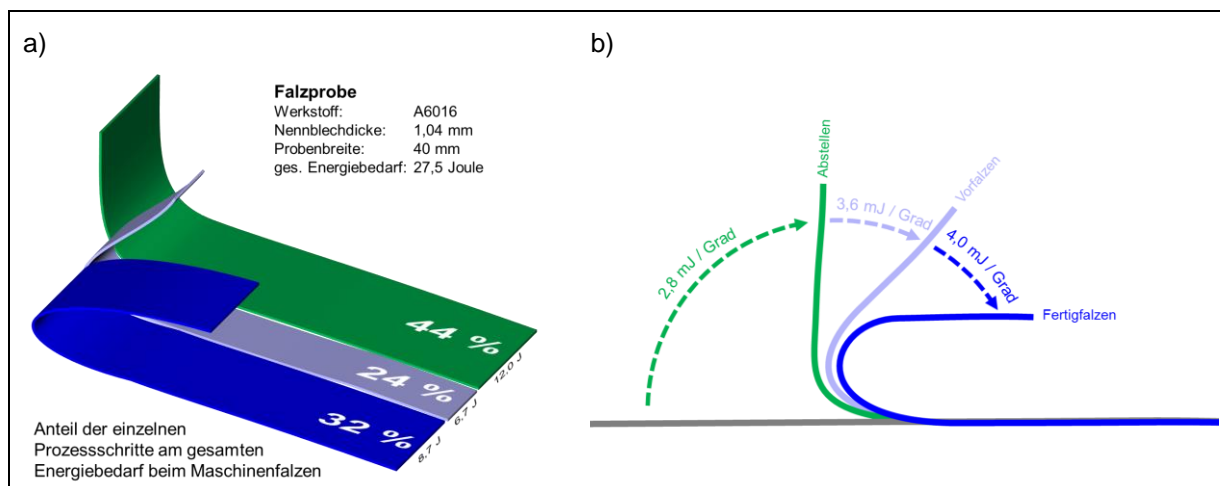 a)
Falzprobe
Werkstoff: A6016
Nennblechdicke: 1,04 mm
Probenbreite: 40 mm
ges. Energiebedarf: 27,5 Joule
44 %
12,0 J
24 %
6,7 J
32 %
8,7 J
Anteil der einzelnen
Prozessschritte am gesamten
Energiebedarf beim Maschinenfalzen
b)
Abstellen
Vorfalzen
3,6 mJ / Grad
2,8 mJ / Grad
4,0 mJ / Grad
Fertigfalzen